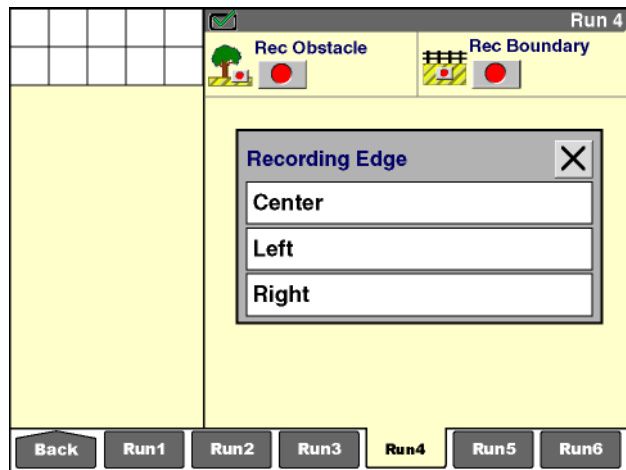 Run 4
Rec Obstacle
Rec Boundary
Recording Edge
Center
Left
Right
Back
Run1
Run2
Run3
Run4
Run5
Run6